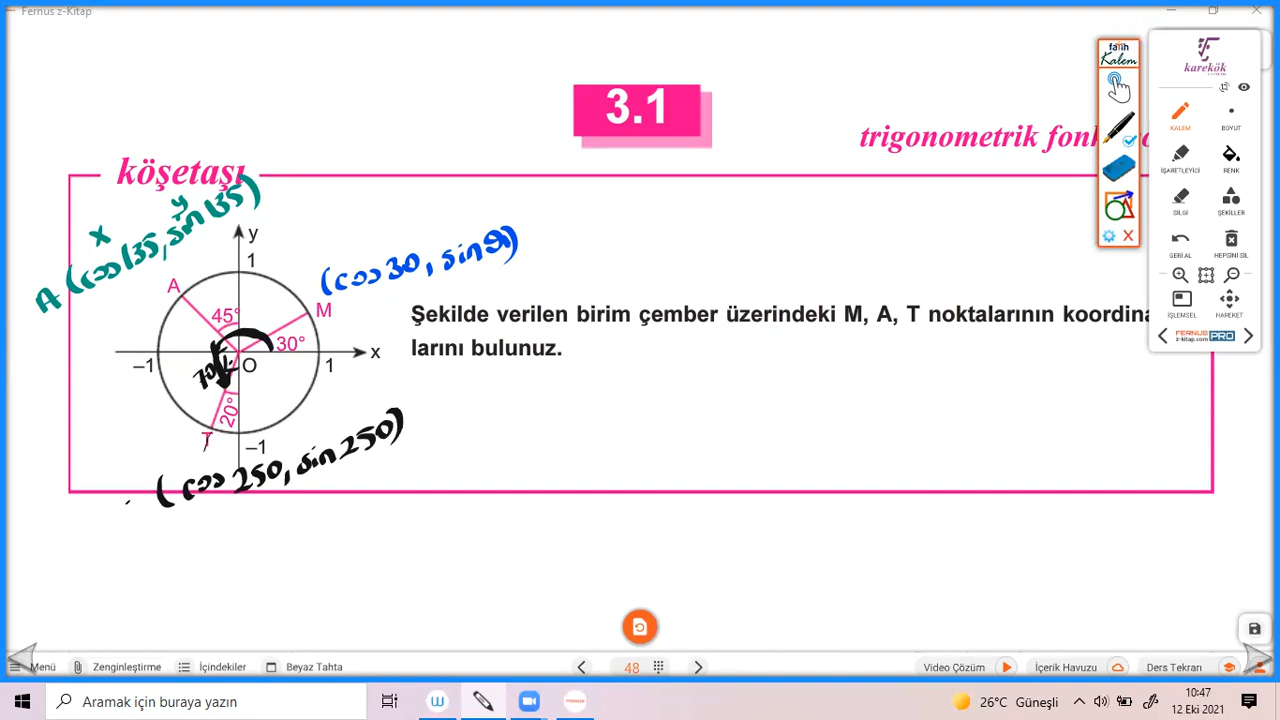 Fernus z-Kitap
3.1
trigonometrik fonk
köşetaşı
fatih
Kalem
karekök
KALEM
BOYUT
İŞARETLEYİCİ
RENK
SİLGİ
ŞEKİLLER
GERİ AL
HEPSİNİ SİL
İŞLEMSEL
HAREKET
FERNUS
z-kitap.com
PRO
x y
A (cos135, sin135)
(cos30, sin
y
1
A
45°
M
30°
x
–1
O
1
20°
T
–1
(cos 250, sin 250)
Şekilde verilen birim çember üzerindeki M, A, T noktalarının koordina
larını bulunuz.
Menü
Zenginleştirme
İçindekiler
Beyaz Tahta
48
Video Çözüm
İçerik Havuzu
Ders Tekrarı
Aramak için buraya yazın
26°C Güneşli
10:47
12 Eki 2021